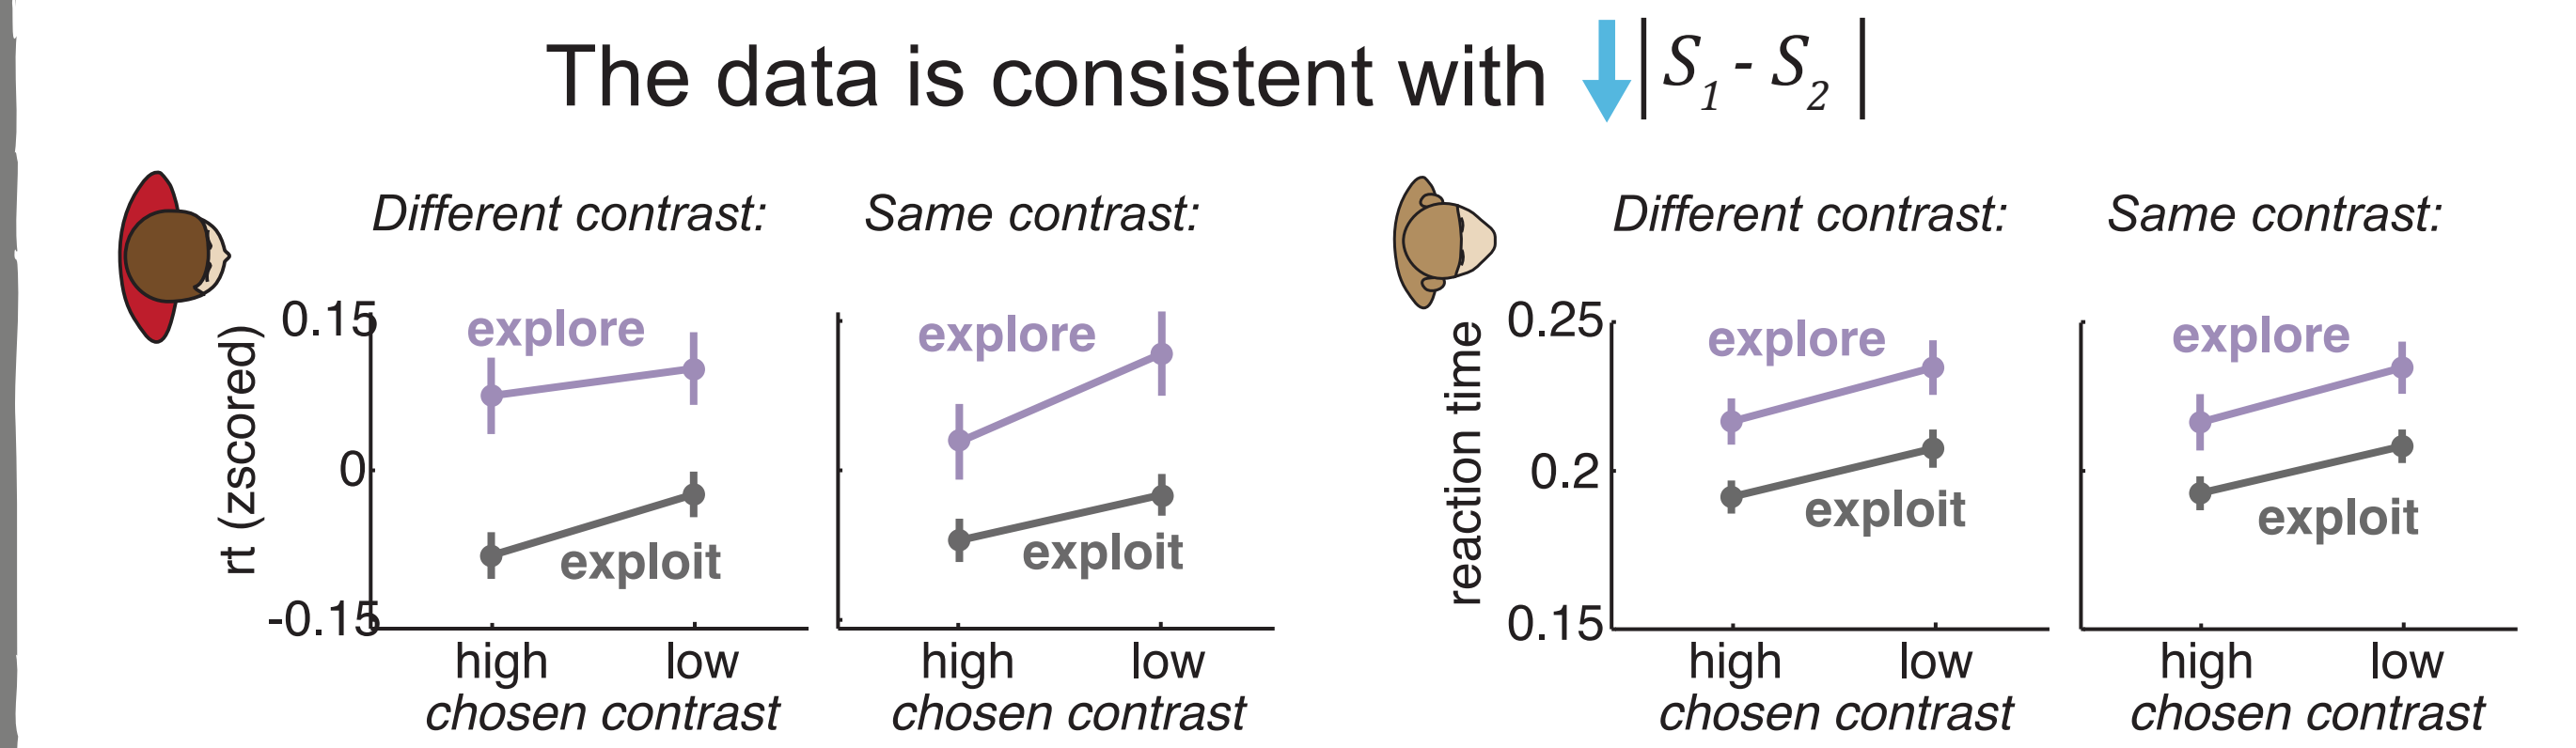 The data is consistent with ↓|S₁ - S₂|
Different contrast:
Same contrast:
rt (zscored)
0.15
0
-0.15
explore
exploit
high low
chosen contrast
explore
exploit
high low
chosen contrast
Different contrast:
Same contrast:
reaction time
0.25
0.2
0.15
explore
exploit
high low
chosen contrast
explore
exploit
high low
chosen contrast